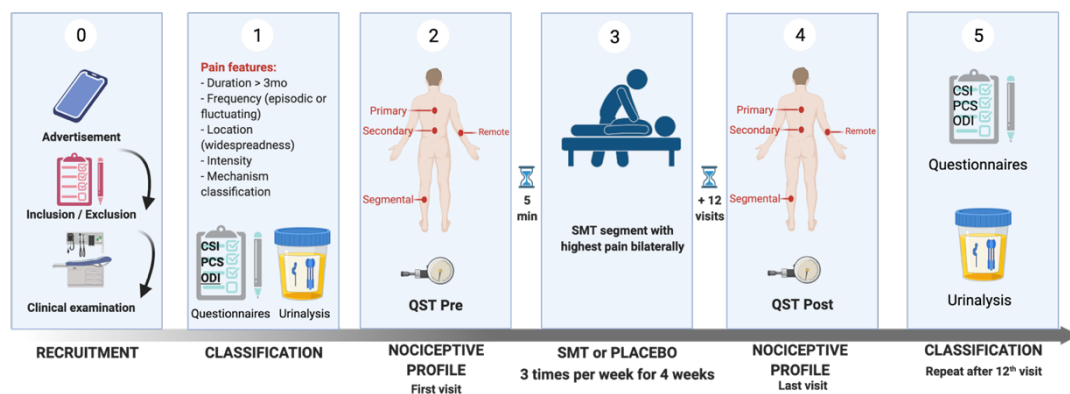 0
Advertisement
Inclusion / Exclusion
Clinical examination
RECRUITMENT
1
Pain features:
- Duration > 3mo
- Frequency (episodic or
fluctuating)
- Location
(widespreadness)
- Intensity
- Mechanism
classification
CSI
PCS
ODI
Questionnaires
Urinalysis
CLASSIFICATION
2
Primary
Secondary
Remote
Segmental
QST Pre
NOCICEPTIVE
PROFILE
First visit
5
min
3
SMT segment with
highest pain bilaterally
SMT or PLACEBO
3 times per week for 4 weeks
+ 12
visits
4
Primary
Secondary
Remote
Segmental
QST Post
NOCICEPTIVE
PROFILE
Last visit
5
CSI
PCS
ODI
Questionnaires
Urinalysis
CLASSIFICATION
Repeat after 12th visit